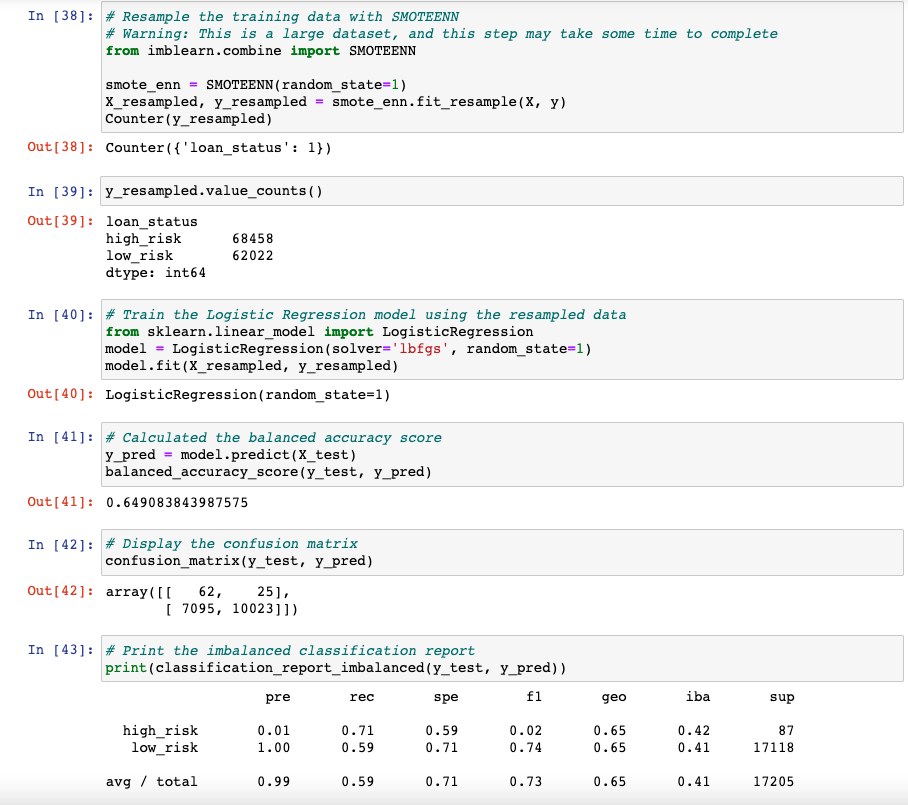 In [38]: # Resample the training data with SMOTEENN
# Warning: This is a large dataset, and this step may take some time to complete
from imblearn.combine import SMOTEENN
smote_enn = SMOTEENN(random_state=1)
X_resampled, y_resampled = smote_enn.fit_resample(X, y)
Counter(y_resampled)
Out[38]: Counter({'loan_status': 1})
In [39]: y_resampled.value_counts()
Out[39]: loan_status
high_risk      68458
low_risk       62022
dtype: int64
In [40]: # Train the Logistic Regression model using the resampled data
from sklearn.linear_model import LogisticRegression
model = LogisticRegression(solver='lbfgs', random_state=1)
model.fit(X_resampled, y_resampled)
Out[40]: LogisticRegression(random_state=1)
In [41]: # Calculated the balanced accuracy score
y_pred = model.predict(X_test)
balanced_accuracy_score(y_test, y_pred)
Out[41]: 0.649083843987575
In [42]: # Display the confusion matrix
confusion_matrix(y_test, y_pred)
Out[42]: array([[   62,    25],
[ 7095, 10023]])
In [43]: # Print the imbalanced classification report
print(classification_report_imbalanced(y_test, y_pred))
pre       rec       spe        f1       geo       iba       sup
high_risk       0.01      0.71      0.59      0.02      0.65      0.42        87
low_risk       1.00      0.59      0.71      0.74      0.65      0.41     17118
avg / total       0.99      0.59      0.71      0.73      0.65      0.41     17205